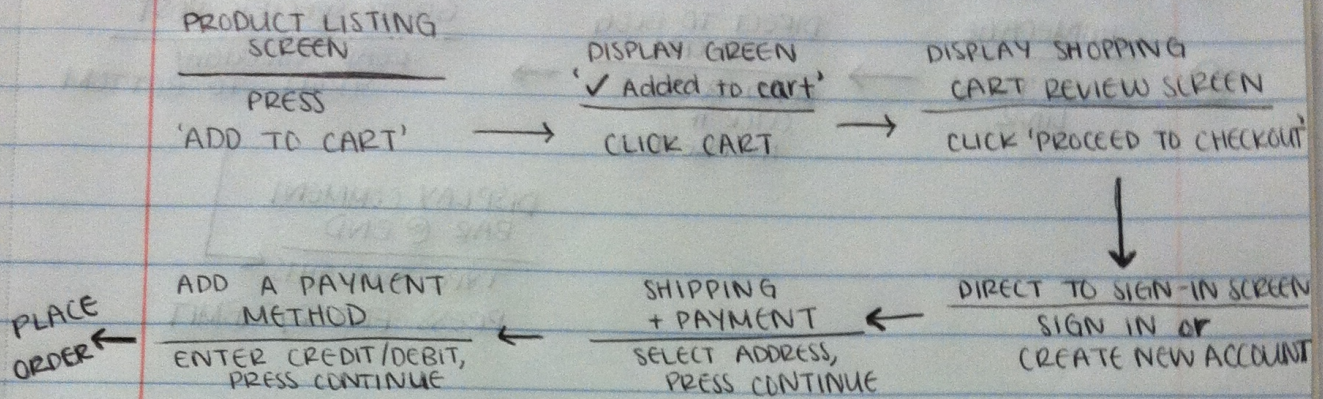 PRODUCT LISTING
SCREEN
PRESS
'ADD TO CART'
DISPLAY GREEN
'✓ Added to cart'
CLICK CART
DISPLAY SHOPPING
CART REVIEW SCREEN
CLICK 'PROCEED TO CHECKOUT'
DIRECT TO SIGN-IN SCREEN
SIGN IN or
CREATE NEW ACCOUNT
SHIPPING
+ PAYMENT
SELECT ADDRESS,
PRESS CONTINUE
ADD A PAYMENT
METHOD
ENTER CREDIT/DEBIT,
PRESS CONTINUE
PLACE
ORDER